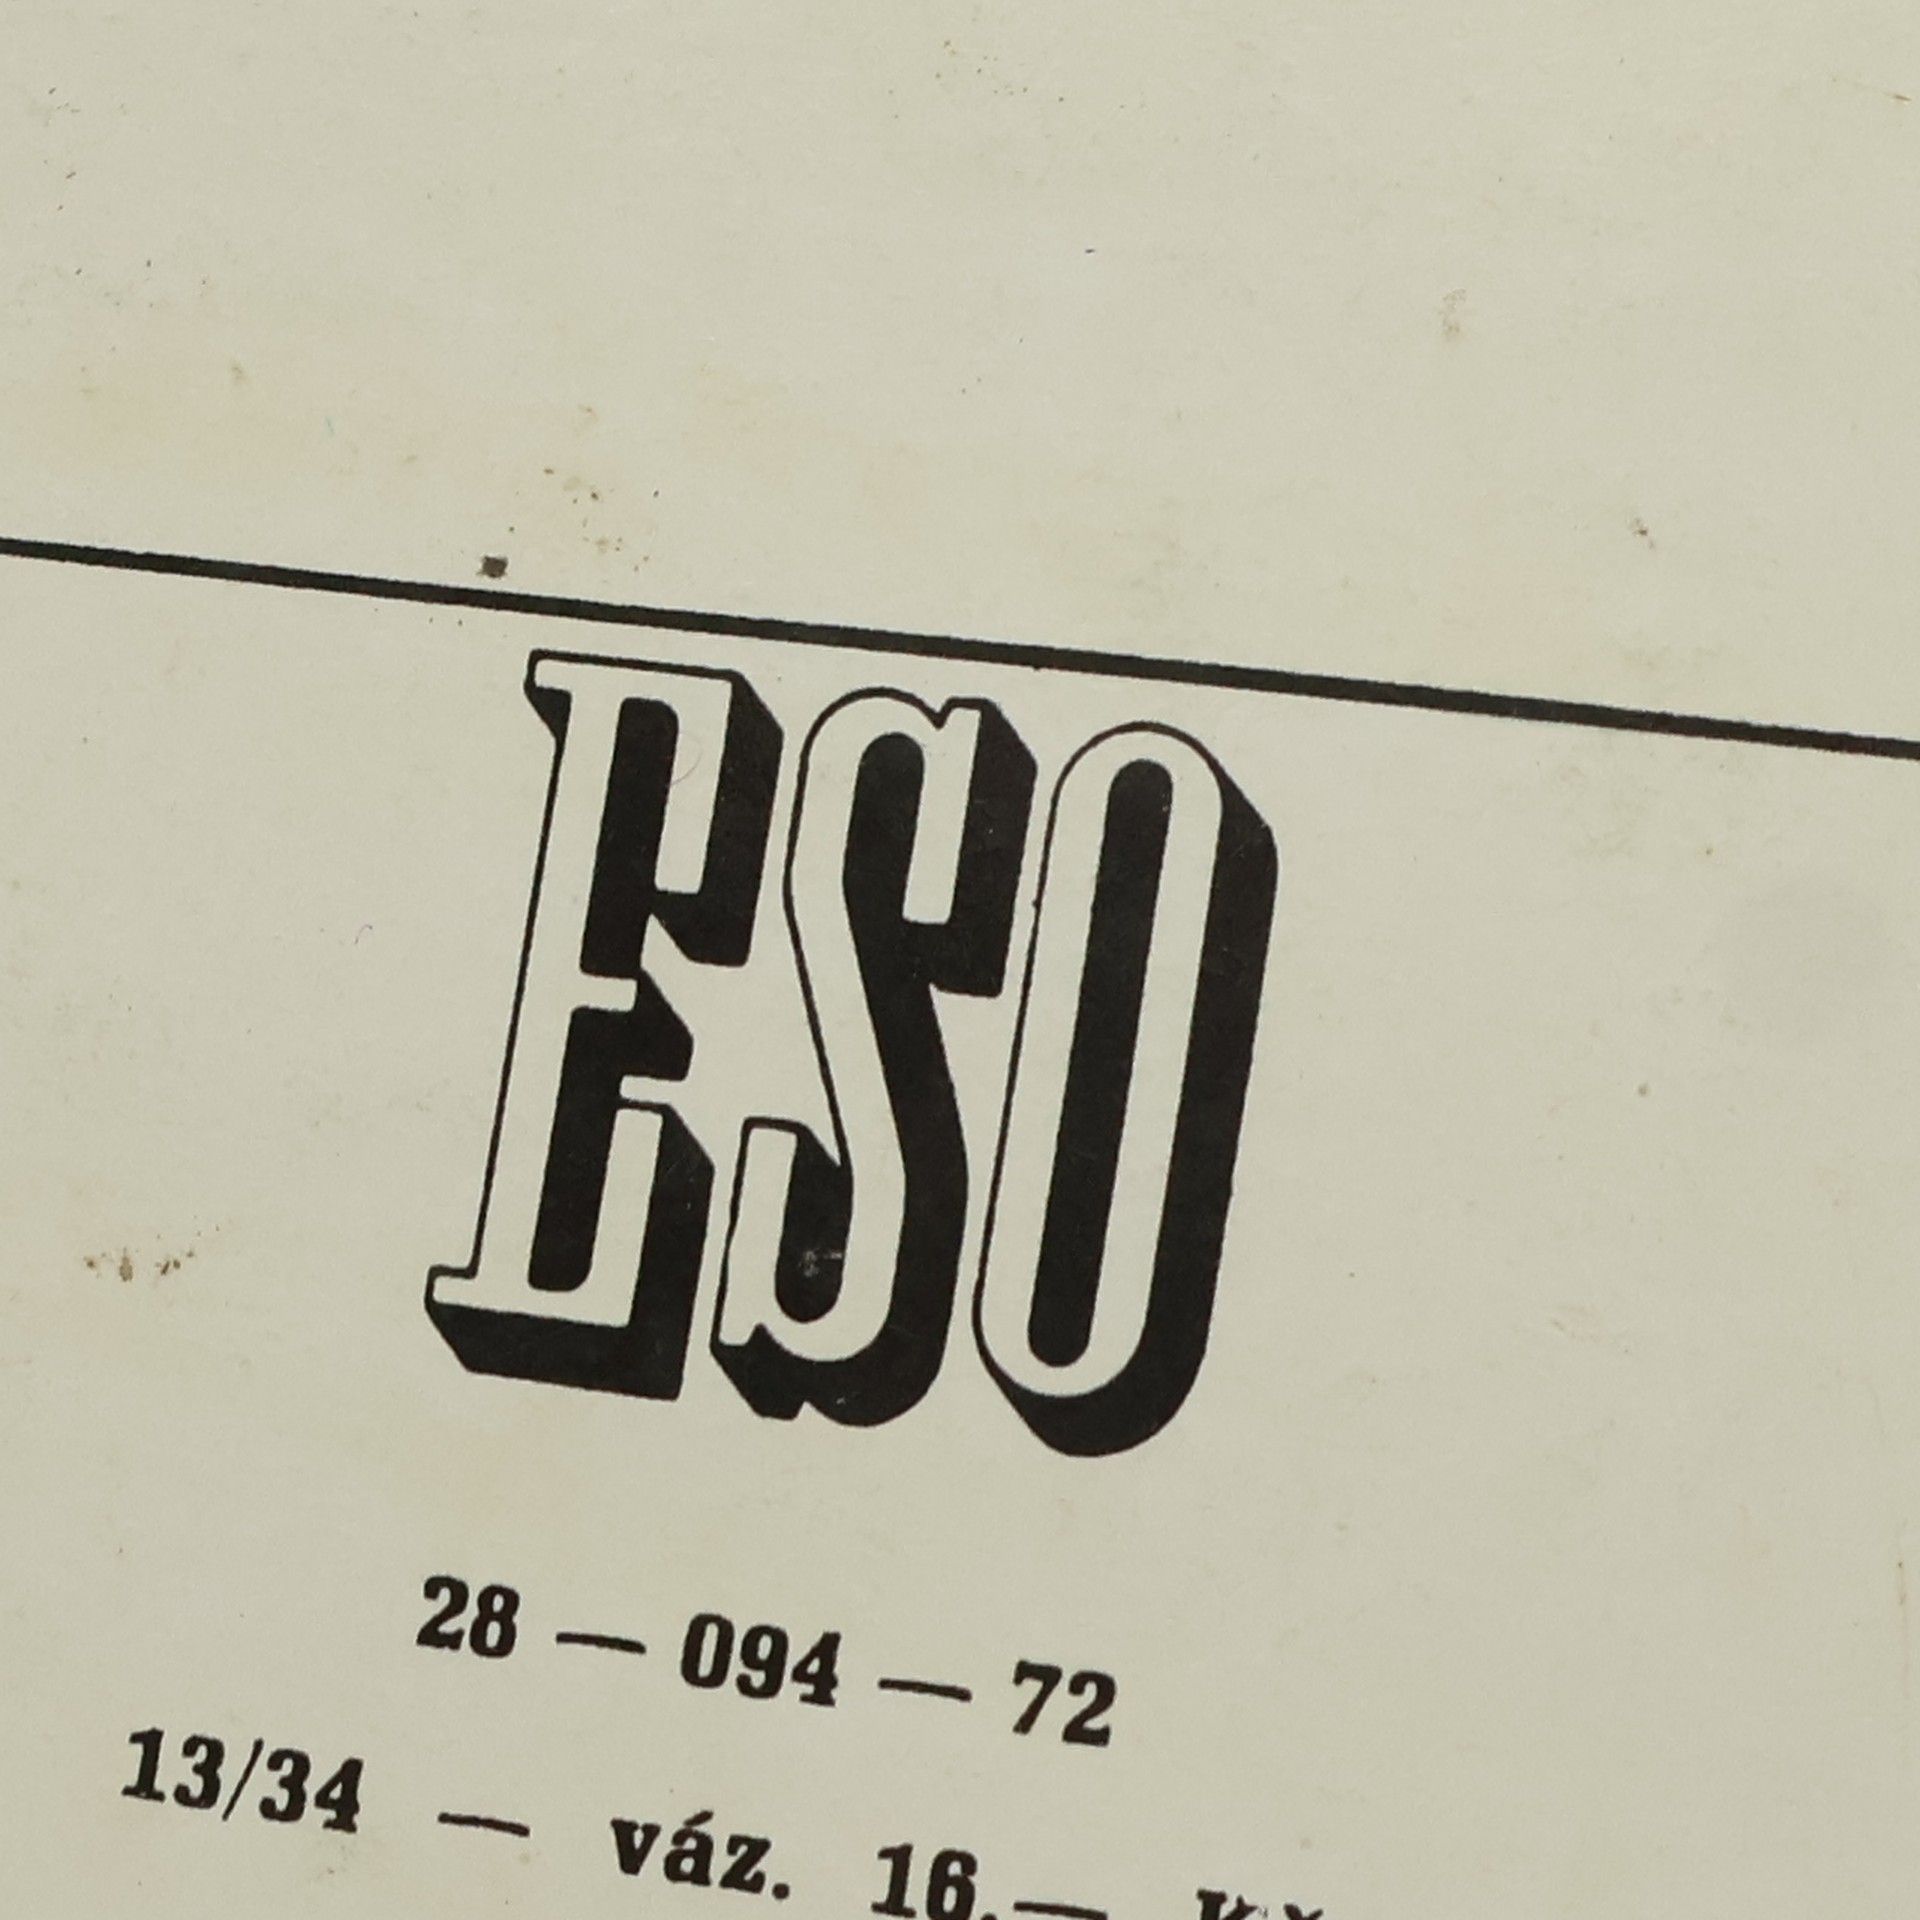 ESO
28 — 094 — 72
13/34 — váz. 16.—